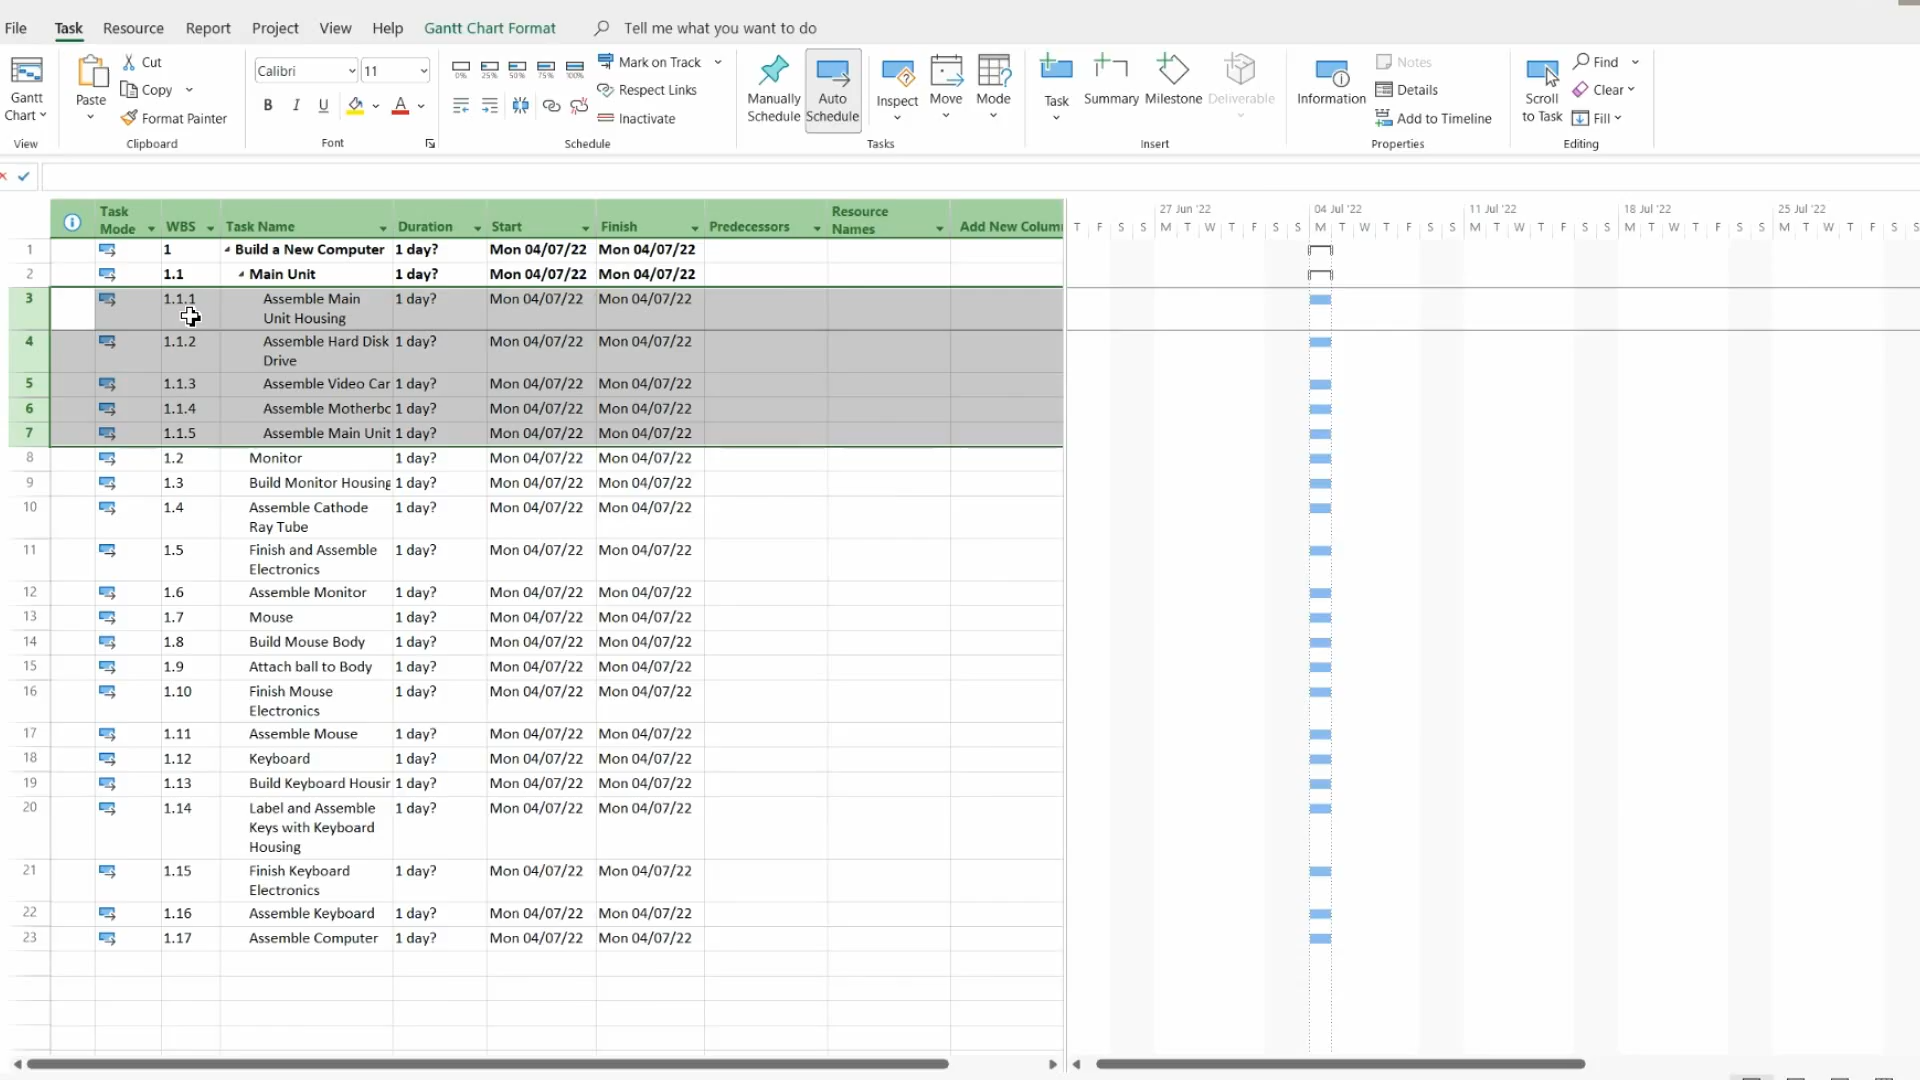 File Task Resource Report Project View Help Gantt Chart Format Tell me what you want to do
Gantt Chart
View
Paste
Cut
Copy
Format Painter
Clipboard
Calibri 11
B I U A
Font
0% 25% 50% 75% 100%
Mark on Track
Respect Links
Inactivate
Schedule
Manually Schedule
Auto Schedule
Inspect
Move
Mode
Tasks
Task
Summary
Milestone
Deliverable
Insert
Information
Notes
Details
Add to Timeline
Properties
Scroll to Task
Find
Clear
Fill
Editing
Task Mode WBS Task Name Duration Start Finish Predecessors Resource Names Add New Colum
27 Jun '22 04 Jul '22 11 Jul '22 18 Jul '22 25 Jul '22
T F S S M T W T F S S M T W T F S S M T W T F S S M T W T F S S M T W T F S S
1 1 Build a New Computer 1 day? Mon 04/07/22 Mon 04/07/22
2 1.1 Main Unit 1 day? Mon 04/07/22 Mon 04/07/22
3 1.1.1 Assemble Main 1 day? Mon 04/07/22 Mon 04/07/22
Unit Housing
4 1.1.2 Assemble Hard Disk 1 day? Mon 04/07/22 Mon 04/07/22
Drive
5 1.1.3 Assemble Video Car 1 day? Mon 04/07/22 Mon 04/07/22
6 1.1.4 Assemble Motherbo 1 day? Mon 04/07/22 Mon 04/07/22
7 1.1.5 Assemble Main Unit 1 day? Mon 04/07/22 Mon 04/07/22
8 1.2 Monitor 1 day? Mon 04/07/22 Mon 04/07/22
9 1.3 Build Monitor Housing 1 day? Mon 04/07/22 Mon 04/07/22
10 1.4 Assemble Cathode 1 day? Mon 04/07/22 Mon 04/07/22
Ray Tube
11 1.5 Finish and Assemble 1 day? Mon 04/07/22 Mon 04/07/22
Electronics
12 1.6 Assemble Monitor 1 day? Mon 04/07/22 Mon 04/07/22
13 1.7 Mouse 1 day? Mon 04/07/22 Mon 04/07/22
14 1.8 Build Mouse Body 1 day? Mon 04/07/22 Mon 04/07/22
15 1.9 Attach ball to Body 1 day? Mon 04/07/22 Mon 04/07/22
16 1.10 Finish Mouse 1 day? Mon 04/07/22 Mon 04/07/22
Electronics
17 1.11 Assemble Mouse 1 day? Mon 04/07/22 Mon 04/07/22
18 1.12 Keyboard 1 day? Mon 04/07/22 Mon 04/07/22
19 1.13 Build Keyboard Housir 1 day? Mon 04/07/22 Mon 04/07/22
20 1.14 Label and Assemble 1 day? Mon 04/07/22 Mon 04/07/22
Keys with Keyboard
Housing
21 1.15 Finish Keyboard 1 day? Mon 04/07/22 Mon 04/07/22
Electronics
22 1.16 Assemble Keyboard 1 day? Mon 04/07/22 Mon 04/07/22
23 1.17 Assemble Computer 1 day? Mon 04/07/22 Mon 04/07/22